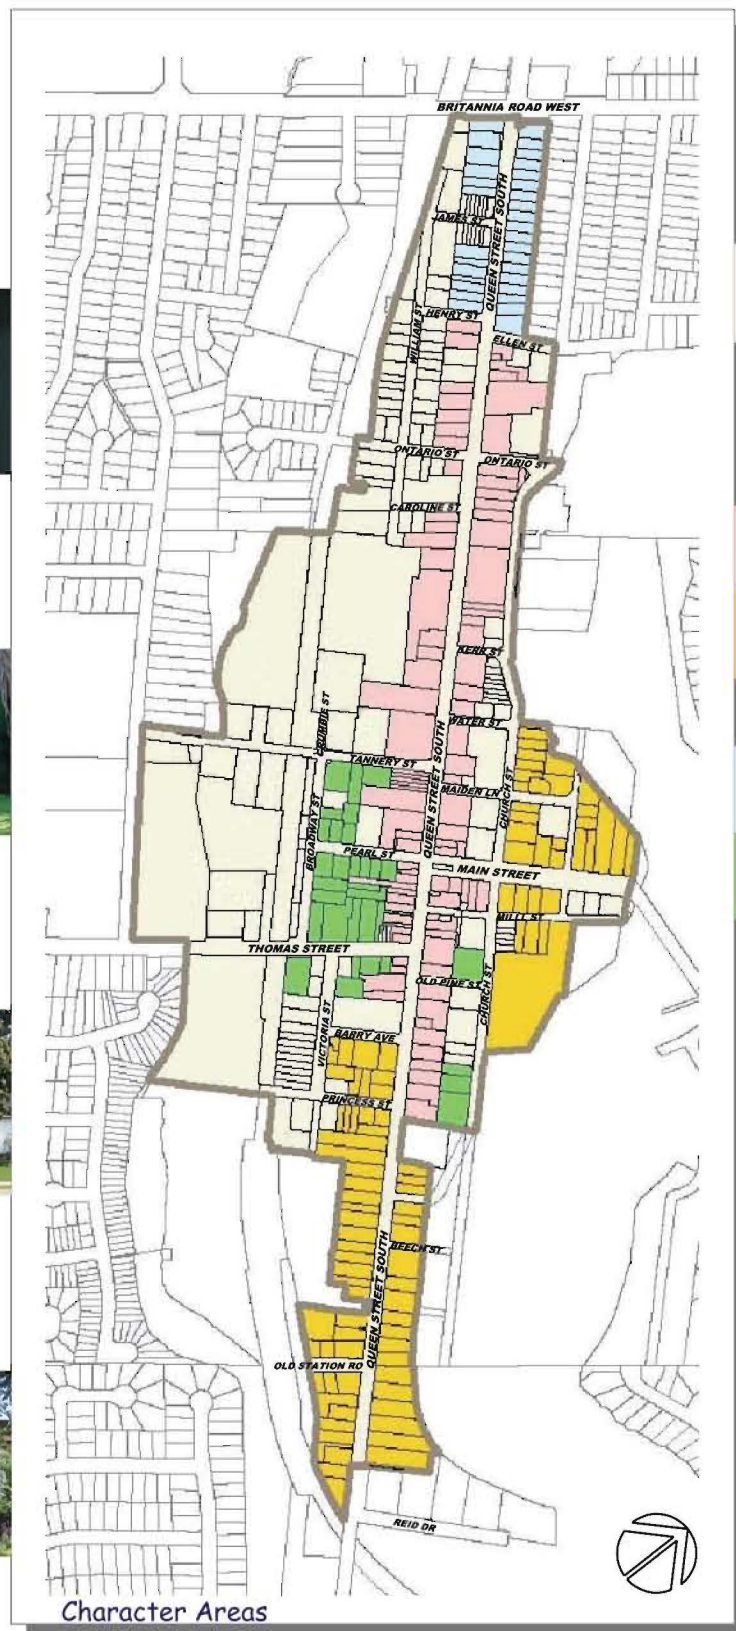 BRITANNIA ROAD WEST
QUEEN STREET SOUTH
JAMES ST
HENRY ST
WILLIAM ST
ELLEN ST
ONTARIO ST
ONTARIO ST
CAROLINE ST
KERR ST
CRUMBIE ST
WATER ST
QUEEN STREET SOUTH
TANNERY ST
CHURCH ST
MAIDEN LN
BROADWAY ST
PEARL ST
MAIN STREET
MILL ST
THOMAS STREET
OLD PINE ST
CHURCH ST
VICTORIA ST
BARRY AVE
PRINCESS ST
BEECH ST
QUEEN STREET SOUTH
OLD STATION RD
REID DR
Character Areas